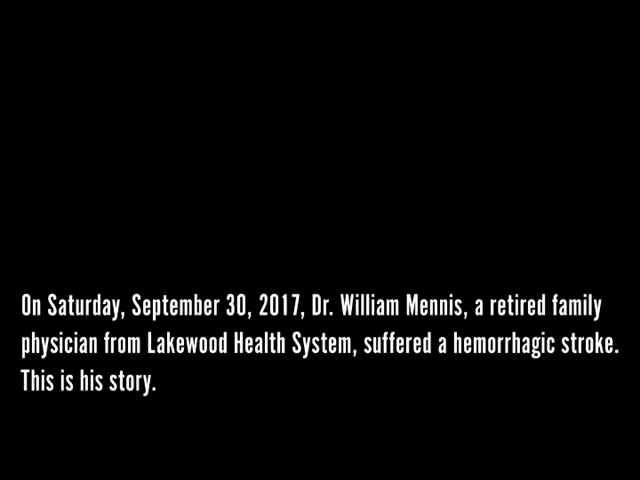 On Saturday, September 30, 2017, Dr. William Mennis, a retired family
physician from Lakewood Health System, suffered a hemorrhagic stroke.
This is his story.